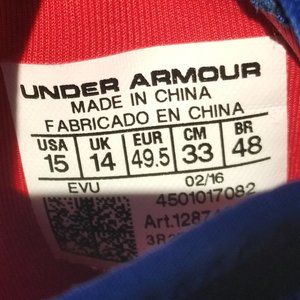 UNDER ARMOUR
MADE IN CHINA
FABRICADO EN CHINA
USA UK EUR CM BR
15 14 49.5 33 48
EVU 02/16
4501017082